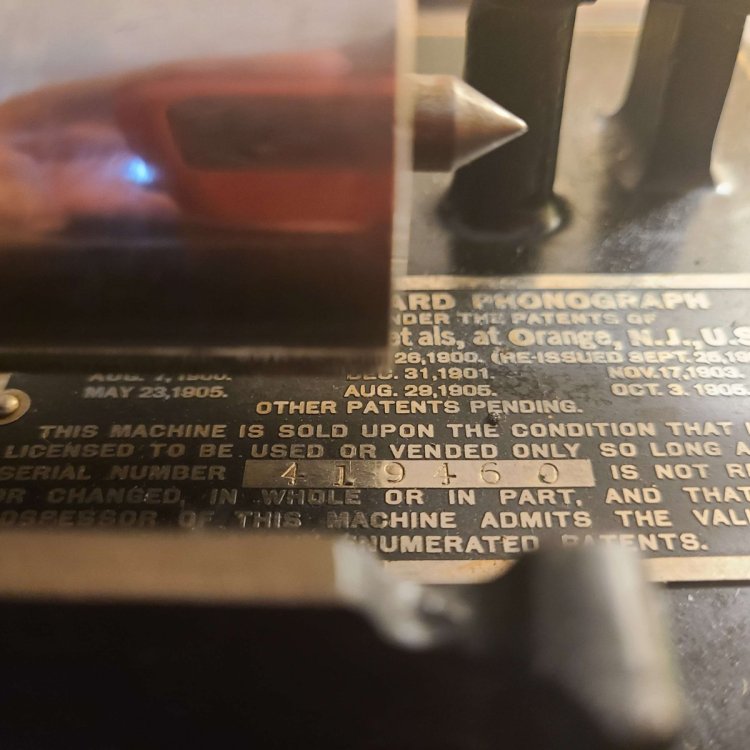 ARD PHONOGRAPH
NDER THE PATENTS OF
et als, at Orange, N.J., U.S
26,1900. (RE-ISSUED SEPT. 25,19
DEC. 31,1901. NOV.17,1903.
MAY 23,1905. AUG. 29,1905. OCT. 3. 1905
OTHER PATENTS PENDING.
THIS MACHINE IS SOLD UPON THE CONDITION THAT
LICENSED TO BE USED OR VENDED ONLY SO LONG A
SERIAL NUMBER 419460 IS NOT R
OR CHANGED, IN WHOLE OR IN PART, AND THAT
OSSESSOR OF THIS MACHINE ADMITS THE VALI
NUMERATED PATENTS.